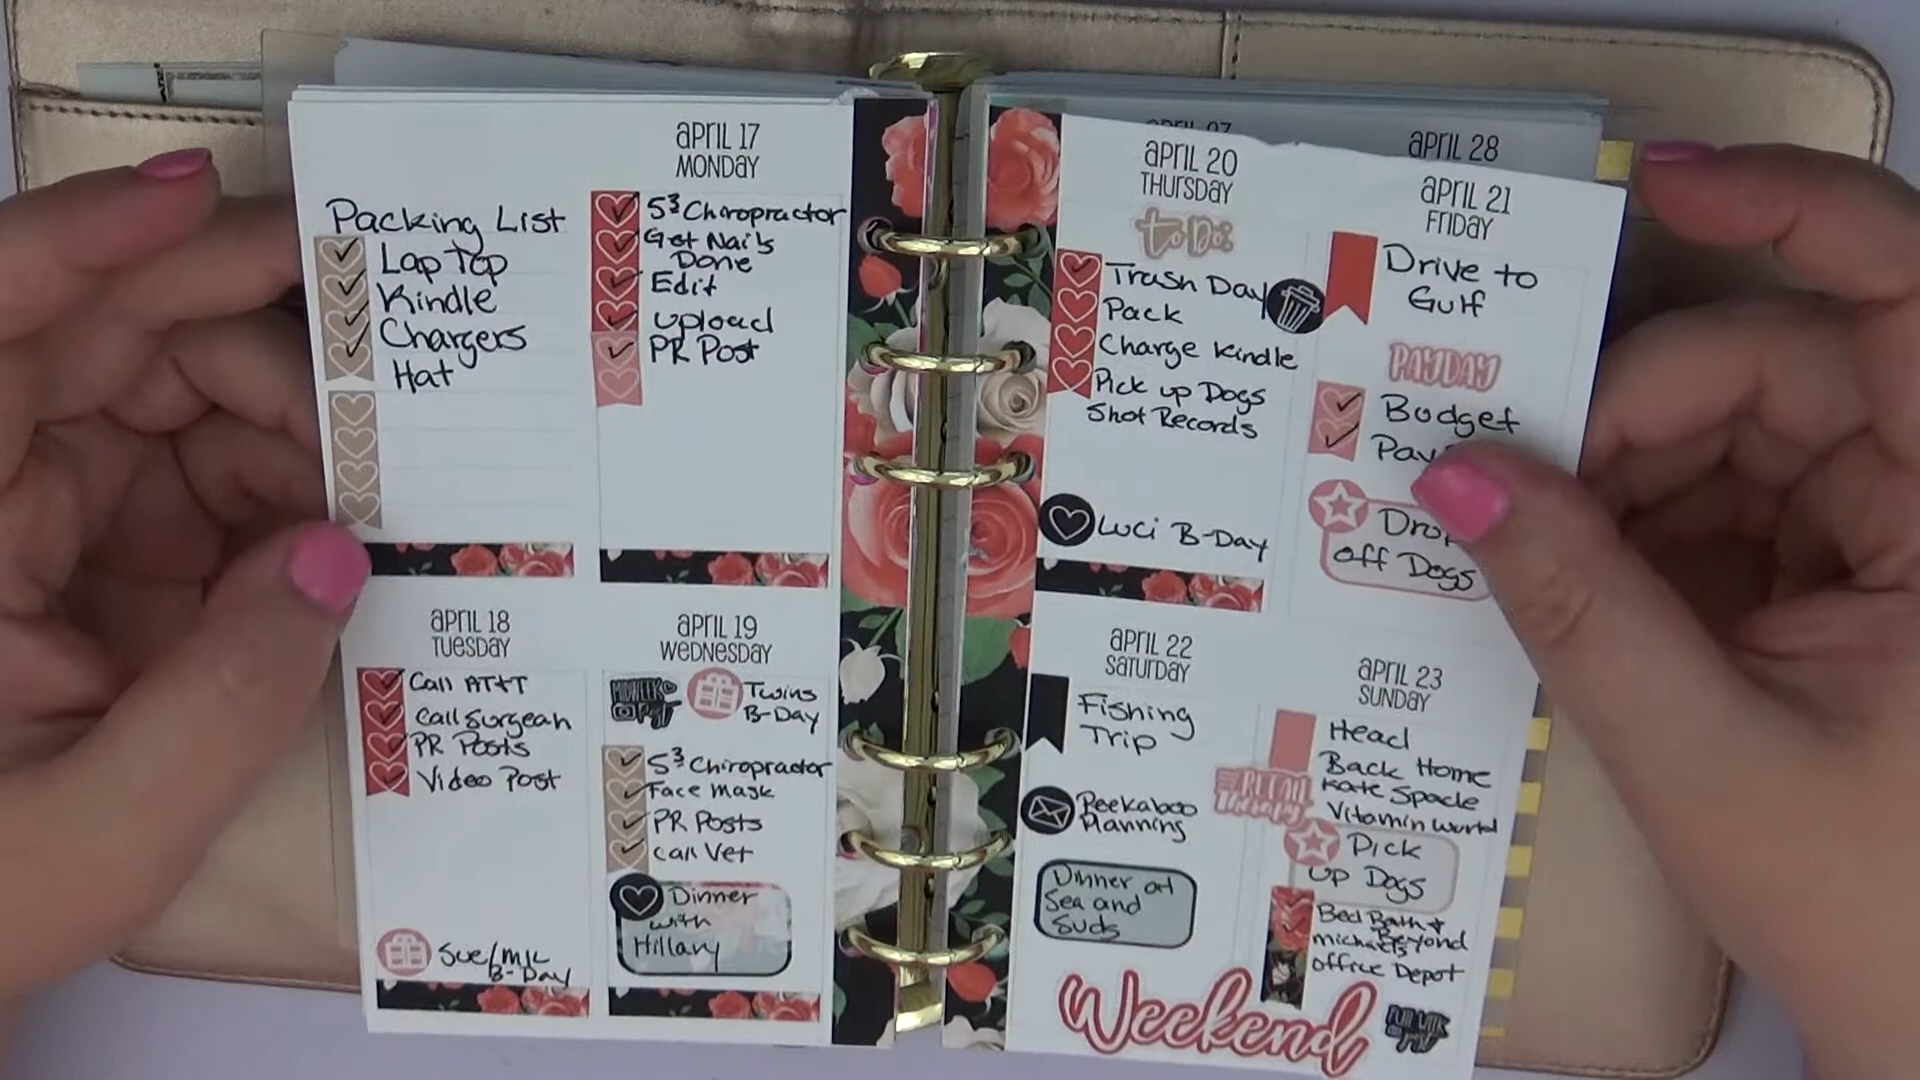 Packing List
Lap Top
Kindle
Chargers
Hat
APRIL 17
MONDAY
5³ Chiropractor
Get Nails
Done
Edit
upload
PR Post
APRIL 18
TUESDAY
Call AT+T
call surgeon
PR Posts
Video Post
Sue/MIL
B-Day
APRIL 19
WEDNESDAY
Twins
B-Day
5³ Chiropractor
Face Mask
PR Posts
call Vet
Dinner
with
Hillary
APRIL 20
THURSDAY
to Do:
Trash Day
Pack
Charge Kindle
Pick up Dogs
Shot Records
Luci B-Day
APRIL 28
APRIL 21
FRIDAY
Drive to
Gulf
PAYDAY
Budget
Drop
off Dogs
APRIL 22
SATURDAY
Fishing
Trip
Peekaboo
Planning
Dinner at
Sea and
Suds
APRIL 23
SUNDAY
Head
Back Home
Kate Spade
Vitamin World
RETAIL
Therapy
Pick
up Dogs
Bed Bath +
Beyond
michaels
office Depot
Weekend